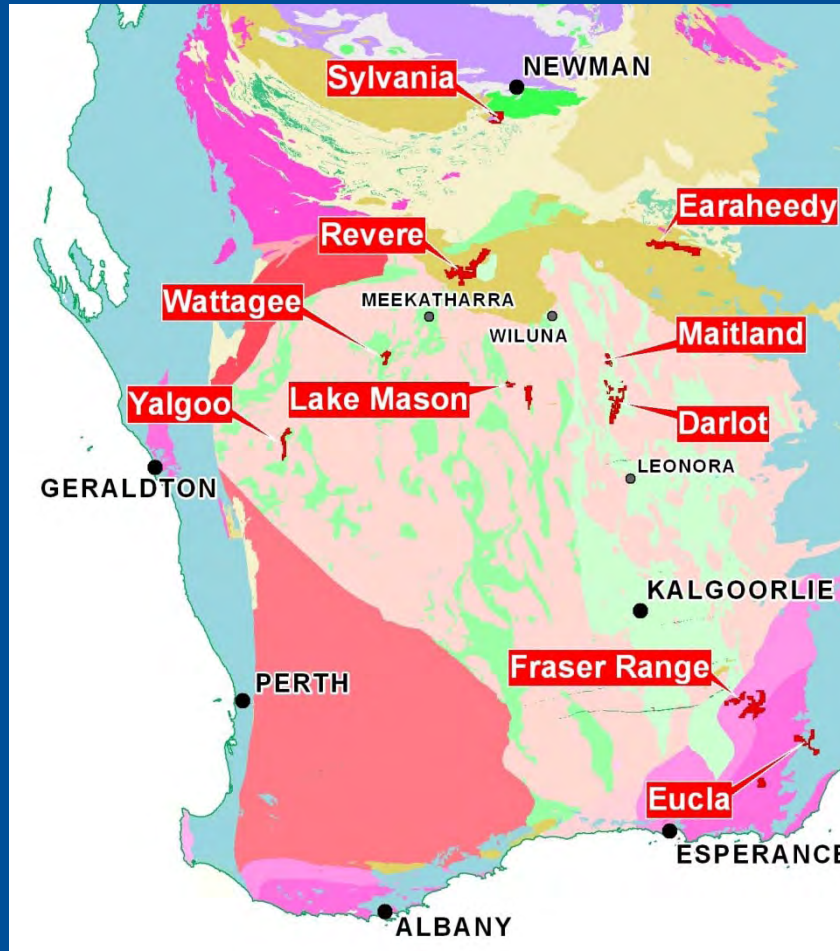 NEWMAN
Sylvania
Earaheedy
Revere
MEEKATHARRA
Wattagee
WILUNA
Maitland
Lake Mason
Yalgoo
Darlot
LEONORA
GERALDTON
KALGOORLIE
Fraser Range
PERTH
Eucla
ESPERANCE
ALBANY